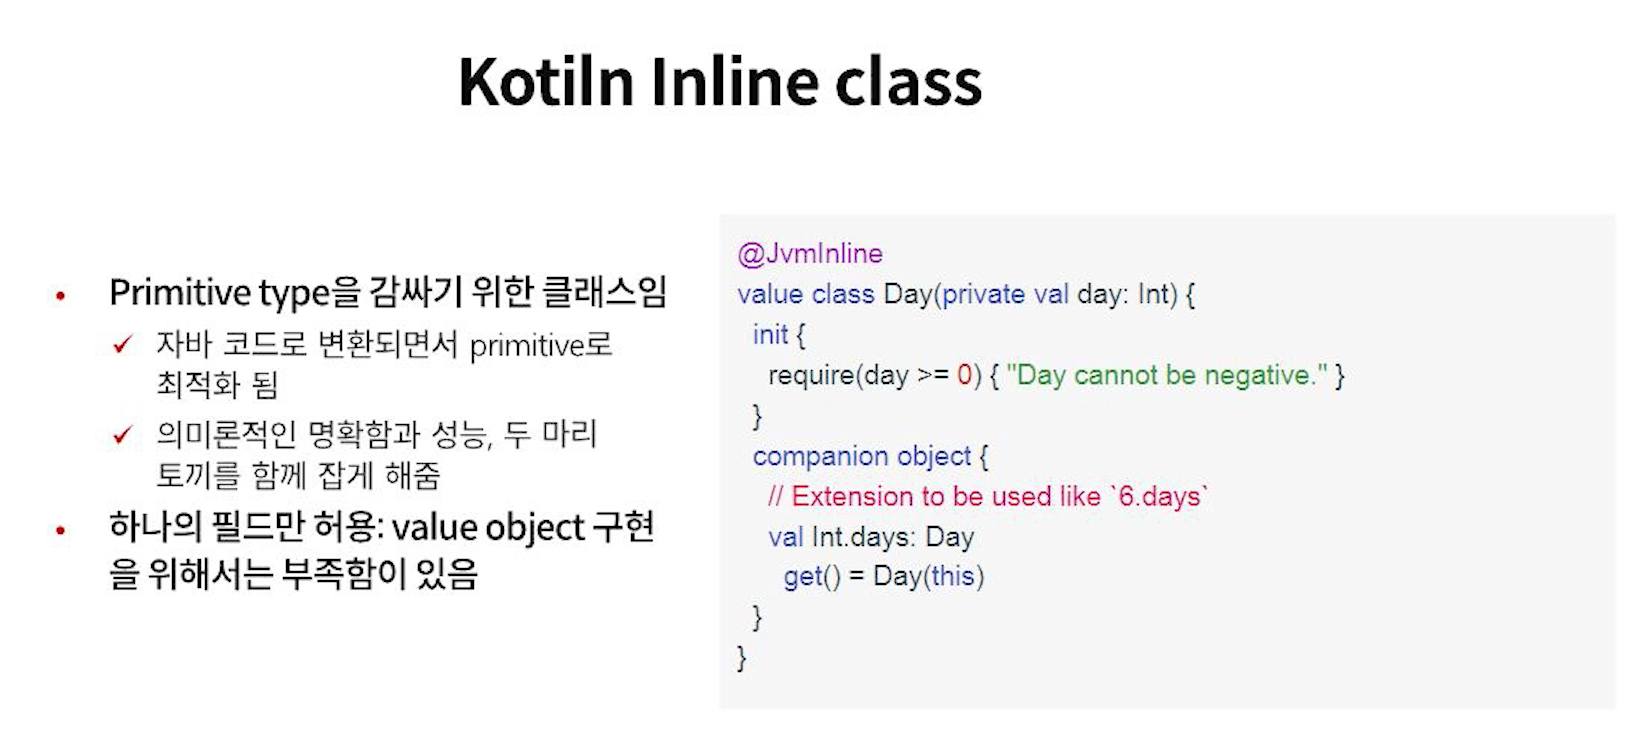 Kotiln Inline class
• Primitive type을 감싸기 위한 클래스임
✓ 자바 코드로 변환되면서 primitive로
최적화 됨
✓ 의미론적인 명확함과 성능, 두 마리
토끼를 함께 잡게 해줌
• 하나의 필드만 허용: value object 구현
을 위해서는 부족함이 있음
@JvmInline
value class Day(private val day: Int) {
init {
require(day >= 0) { "Day cannot be negative." }
}
companion object {
// Extension to be used like `6.days`
val Int.days: Day
get() = Day(this)
}
}